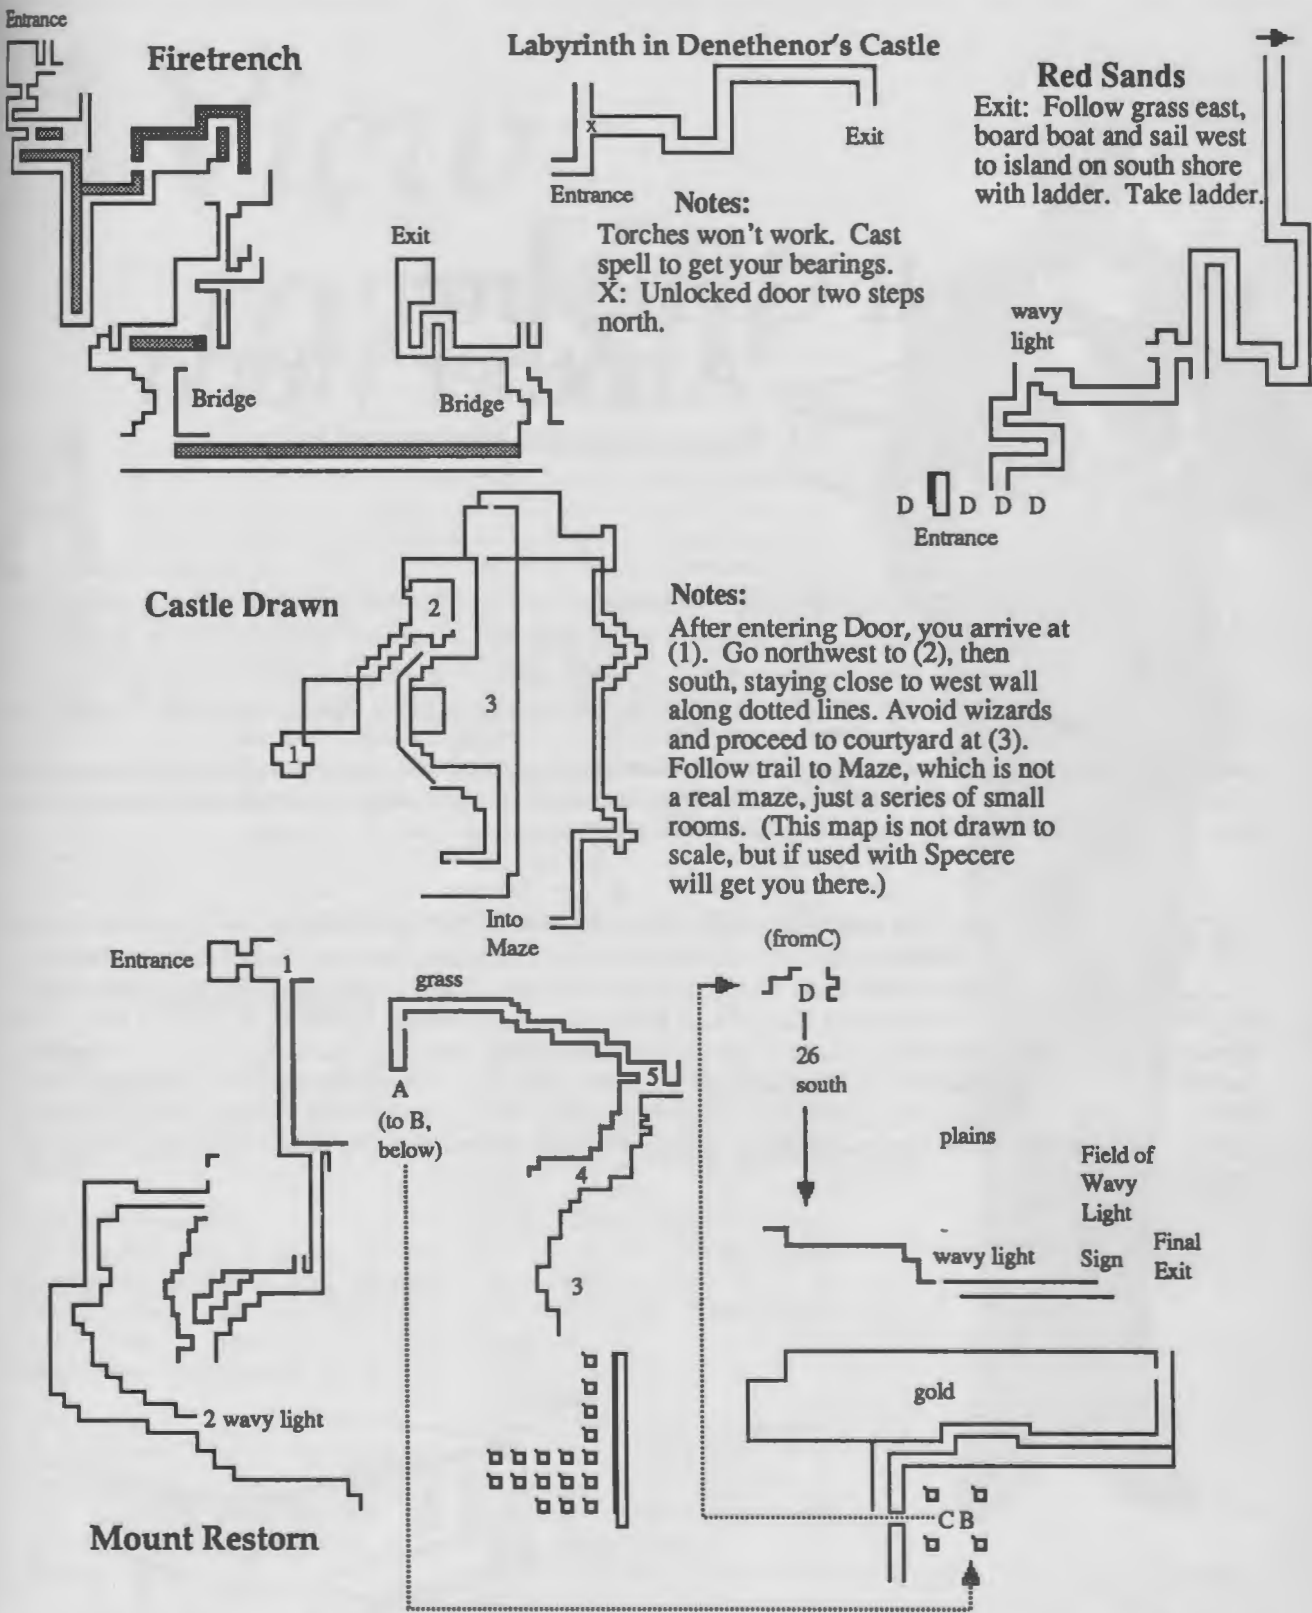 Entrance
Firetrench
Exit
Bridge
Bridge
Labyrinth in Denethenor's Castle
x
Exit
Entrance
Notes:
Torches won't work. Cast
spell to get your bearings.
X: Unlocked door two steps
north.
Red Sands
Exit: Follow grass east,
board boat and sail west
to island on south shore
with ladder. Take ladder.
wavy
light
D D D D
Entrance
Castle Drawn
2
3
1
Into
Maze
Notes:
After entering Door, you arrive at
(1). Go northwest to (2), then
south, staying close to west wall
along dotted lines. Avoid wizards
and proceed to courtyard at (3).
Follow trail to Maze, which is not
a real maze, just a series of small
rooms. (This map is not drawn to
scale, but if used with Specere
will get you there.)
Entrance
1
2 wavy light
Mount Restorn
grass
A
(to B,
below)
5
4
3
(fromC)
D
26
south
plains
Field of
Wavy
Light
wavy light
Sign
Final
Exit
gold
C B